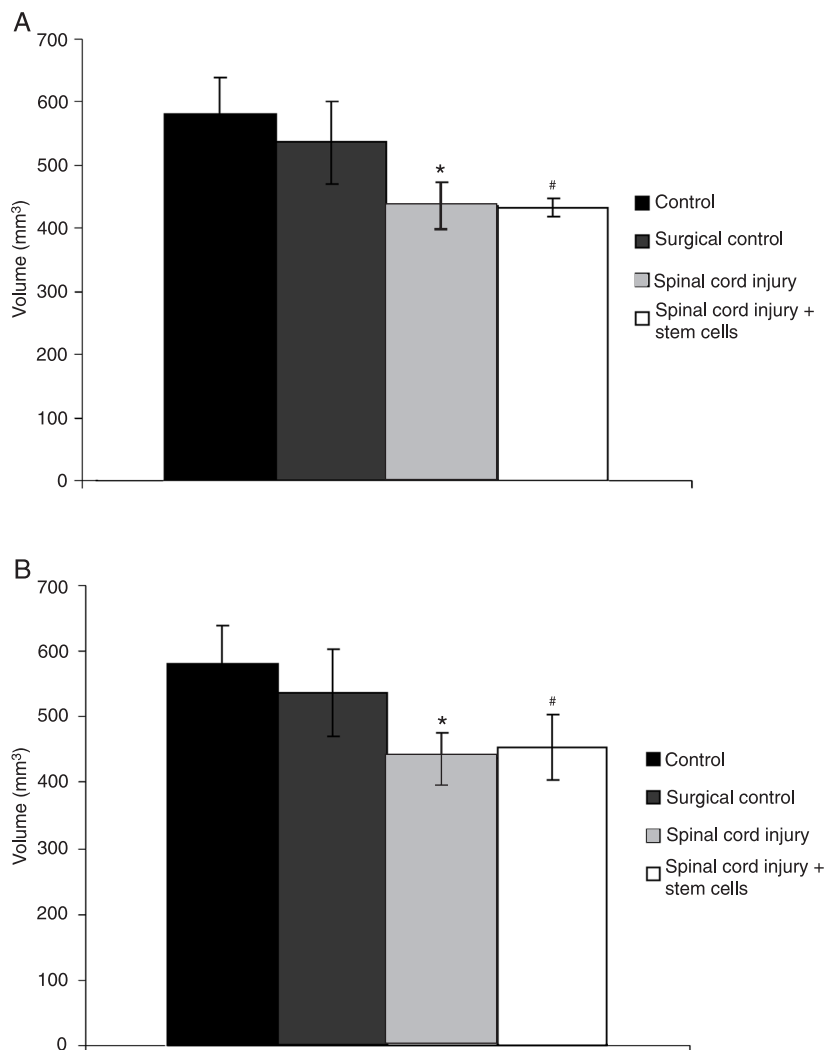 A
700
600
500
400
300
200
100
0
Volume (mm³)
*
#
Control
Surgical control
Spinal cord injury
Spinal cord injury +
stem cells
B
700
600
500
400
300
200
100
0
Volume (mm³)
*
#
Control
Surgical control
Spinal cord injury
Spinal cord injury +
stem cells